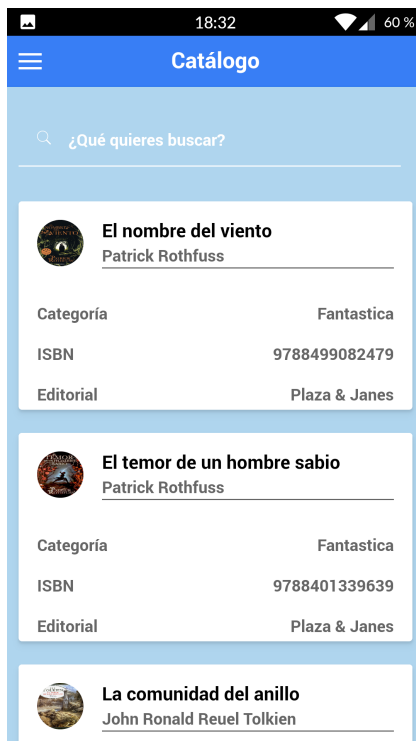 18:32
60 %
Catálogo
¿Qué quieres buscar?
El nombre del viento
Patrick Rothfuss
Categoría Fantastica
ISBN 9788499082479
Editorial Plaza & Janes
El temor de un hombre sabio
Patrick Rothfuss
Categoría Fantastica
ISBN 9788401339639
Editorial Plaza & Janes
La comunidad del anillo
John Ronald Reuel Tolkien